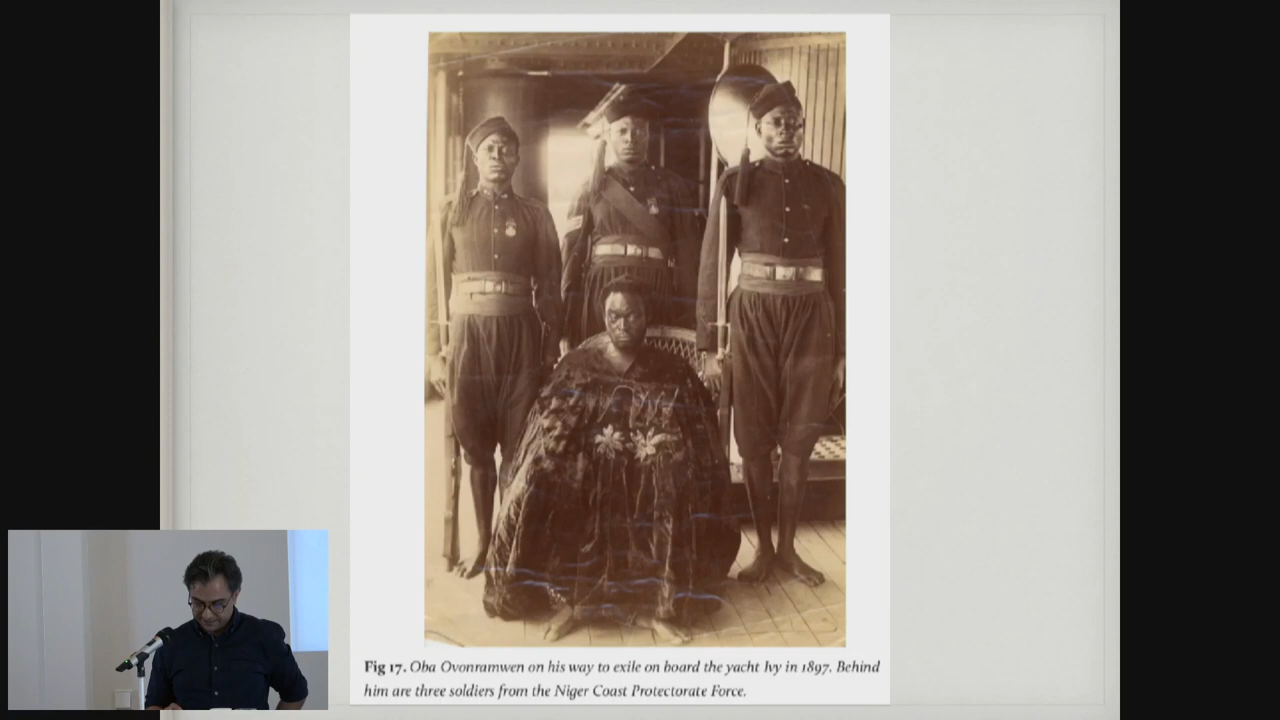 Fig 17. Oba Ovonramwen on his way to exile on board the yacht Ivy in 1897. Behind
him are three soldiers from the Niger Coast Protectorate Force.